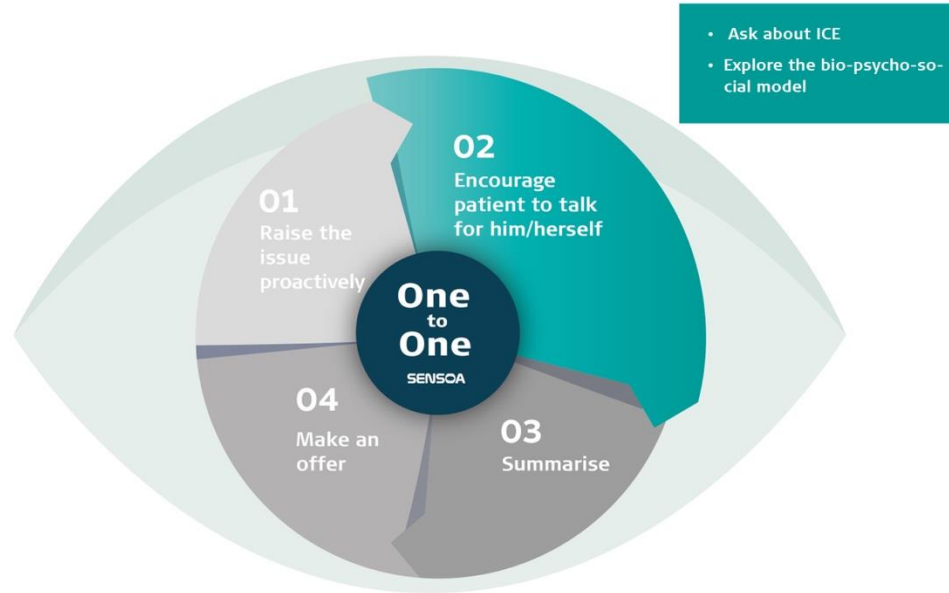 • Ask about ICE
• Explore the bio-psycho-so-
cial model
01
Raise the
issue
proactively
02
Encourage
patient to talk
for him/herself
One
to
One
SENSOA
04
Make an
offer
03
Summarise